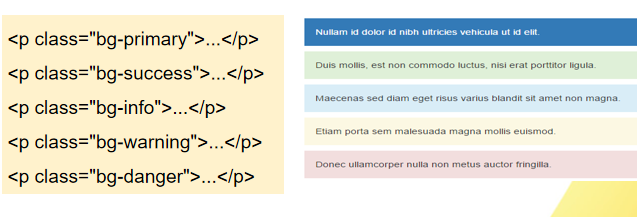 <p class="bg-primary">...</p>
<p class="bg-success">...</p>
<p class="bg-info">...</p>
<p class="bg-warning">...</p>
<p class="bg-danger">...</p>
Nullam id dolor id nibh ultricies vehicula ut id elit.
Duis mollis, est non commodo luctus, nisi erat porttitor ligula.
Maecenas sed diam eget risus varius blandit sit amet non magna.
Etiam porta sem malesuada magna mollis euismod.
Donec ullamcorper nulla non metus auctor fringilla.